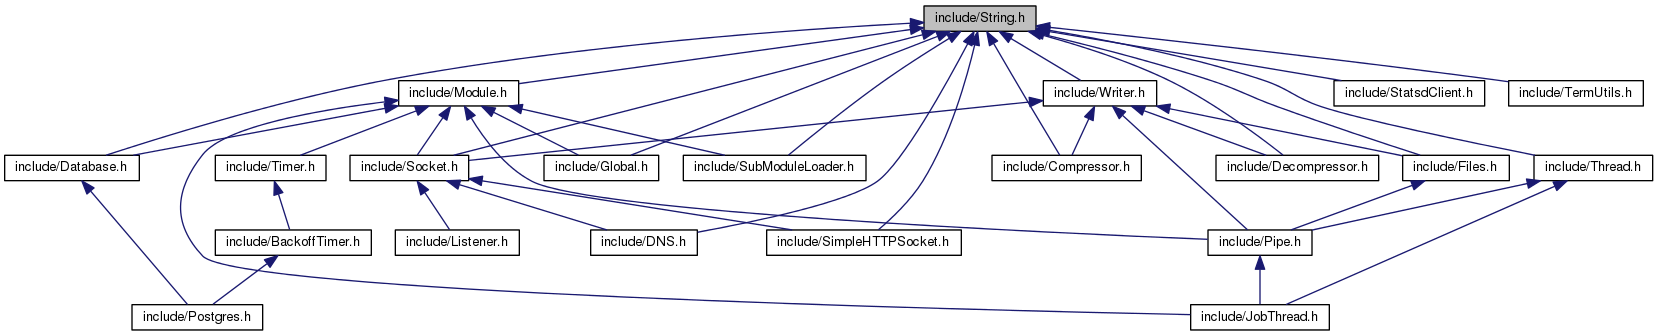 include/String.h
include/Module.h
include/Writer.h
include/StatsdClient.h
include/TermUtils.h
include/Database.h
include/Timer.h
include/Socket.h
include/Global.h
include/SubModuleLoader.h
include/Compressor.h
include/Decompressor.h
include/Files.h
include/Thread.h
include/BackoffTimer.h
include/Listener.h
include/DNS.h
include/SimpleHTTPSocket.h
include/Pipe.h
include/Postgres.h
include/JobThread.h